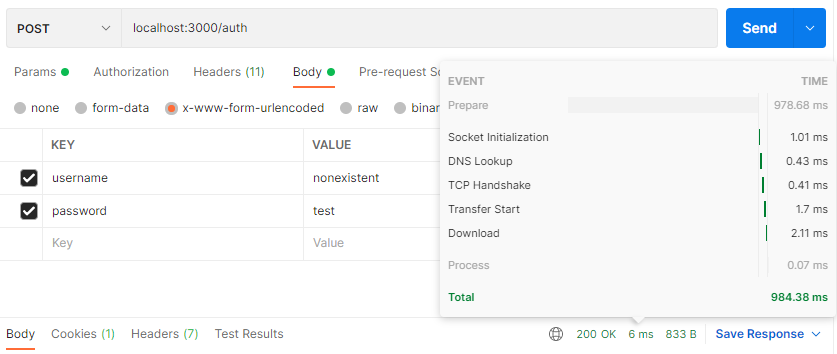 POST localhost:3000/auth Send
Params Authorization Headers (11) Body Pre-request Sc
none form-data x-www-form-urlencoded raw binar
KEY VALUE
username nonexistent
password test
Key Value
EVENT TIME
Prepare 978.68 ms
Socket Initialization 1.01 ms
DNS Lookup 0.43 ms
TCP Handshake 0.41 ms
Transfer Start 1.7 ms
Download 2.11 ms
Process 0.07 ms
Total 984.38 ms
Body Cookies (1) Headers (7) Test Results 200 OK 6 ms 833 B Save Response